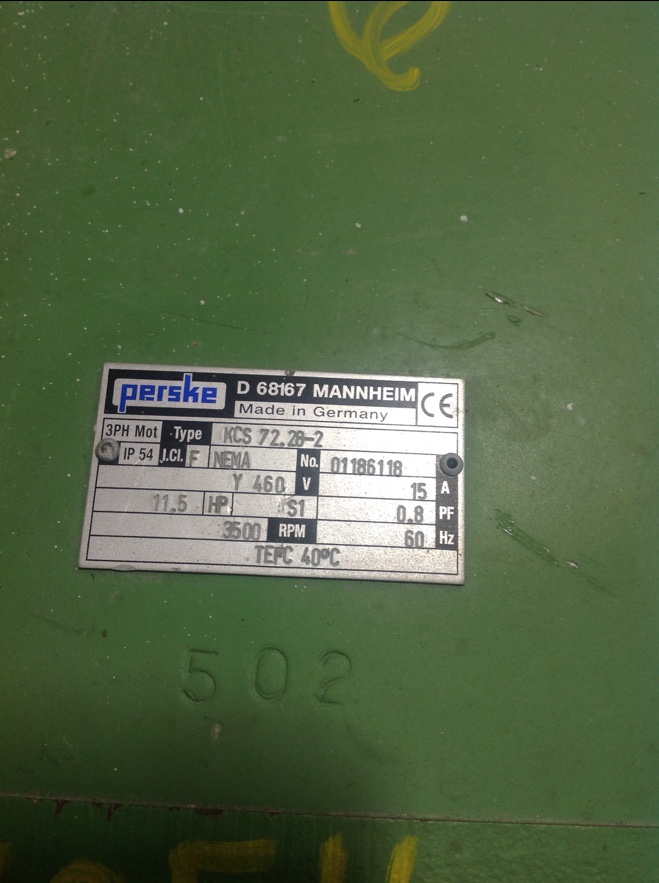 perske D 68167 MANNHEIM CE
Made in Germany
3PH Mot Type KCS 72.28-2
IP 54 I.Cl. F NEMA No. 01186118
Y 460 V 15 A
11.5 HP S1 0.8 PF
3500 RPM 60 Hz
TEFC 40°C
502